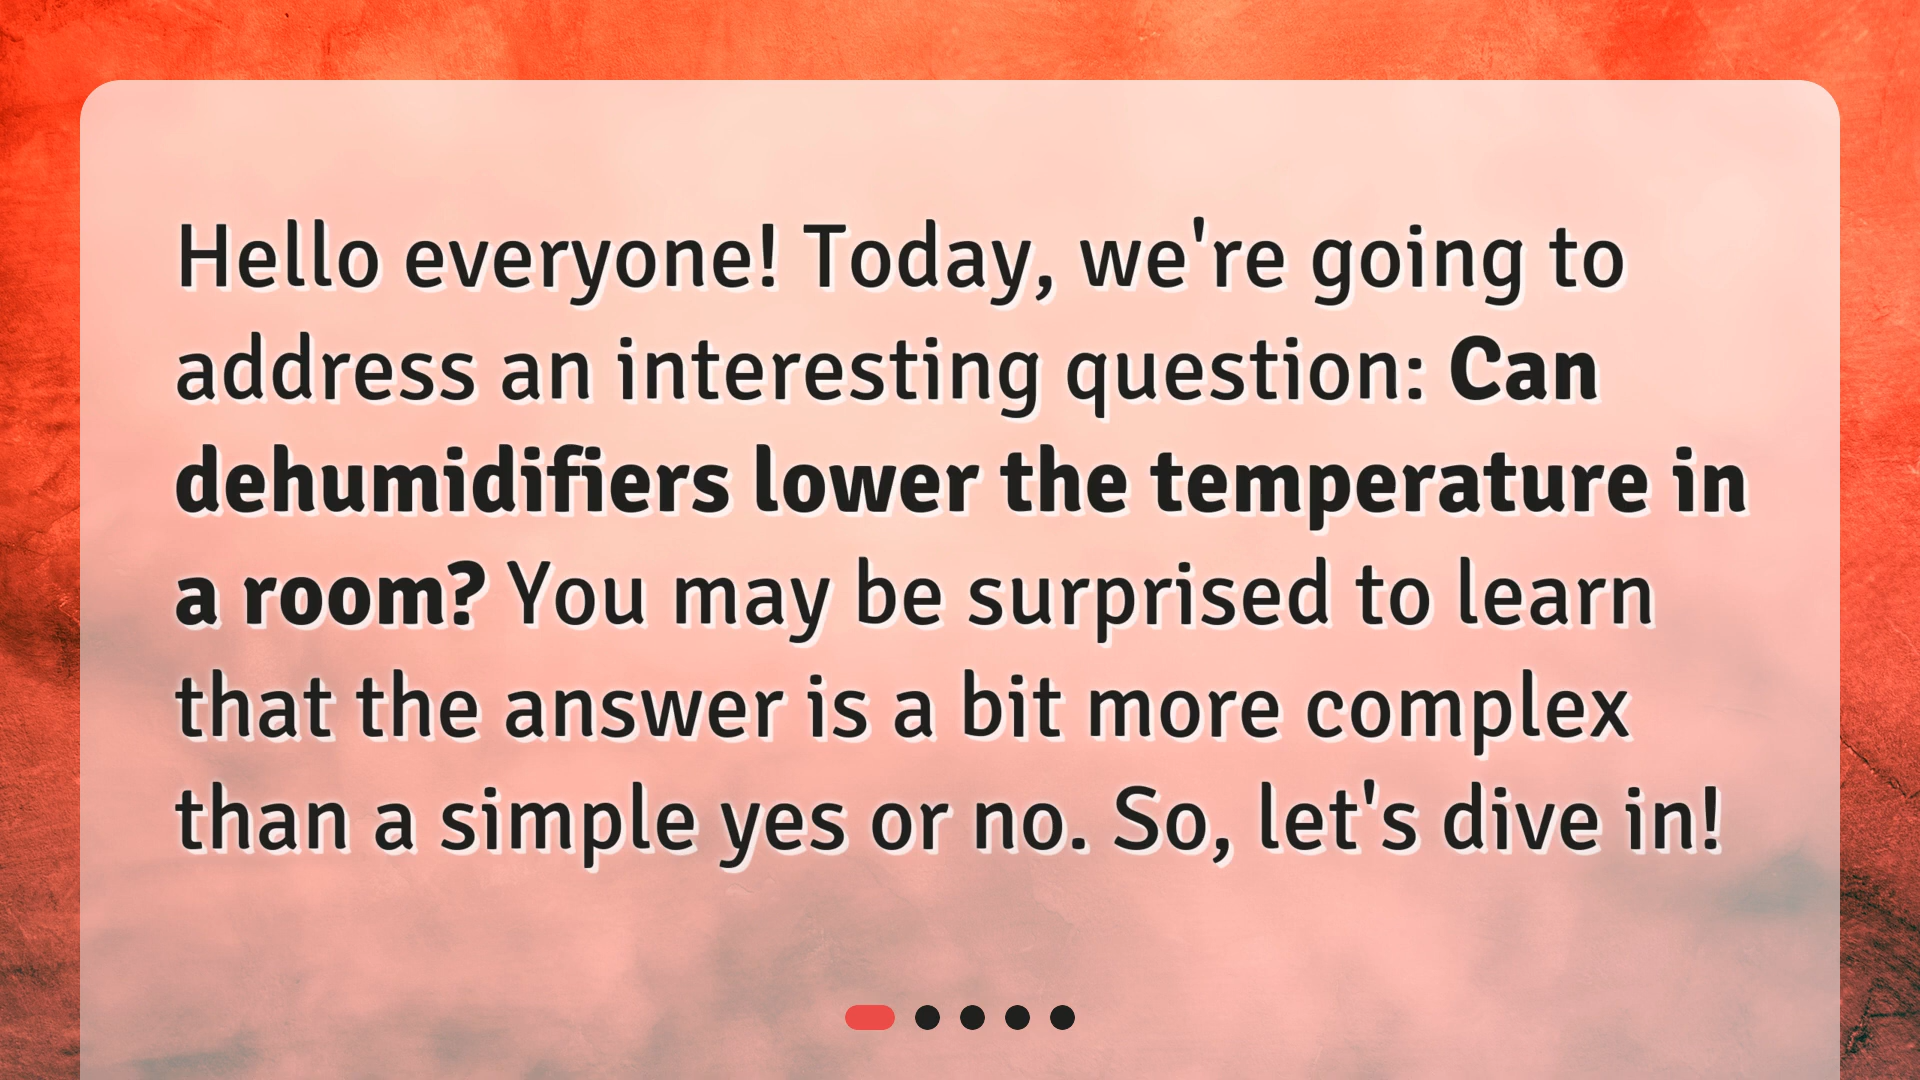 Hello everyone! Today, we're going to
address an interesting question: Can
dehumidifiers lower the temperature in
a room? You may be surprised to learn
that the answer is a bit more complex
than a simple yes or no. So, let's dive in!